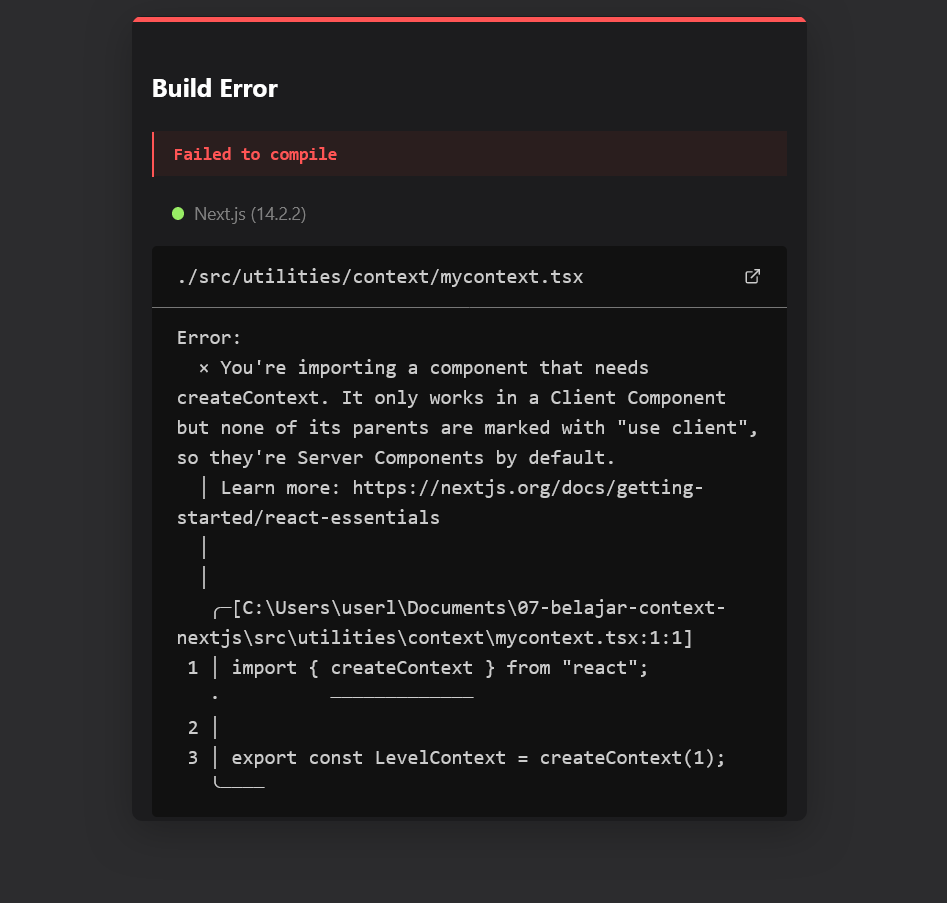 Build Error
Failed to compile
Next.js (14.2.2)
./src/utilities/context/mycontext.tsx
Error:
  × You're importing a component that needs
createContext. It only works in a Client Component
but none of its parents are marked with "use client",
so they're Server Components by default.
  | Learn more: https://nextjs.org/docs/getting-
started/react-essentials
  |
  |
   ╭─[C:\Users\userl\Documents\07-belajar-context-
nextjs\src\utilities\context\mycontext.tsx:1:1]
 1 │ import { createContext } from "react";
   ·          ─────────────
 2 │
 3 │ export const LevelContext = createContext(1);
   ╰────